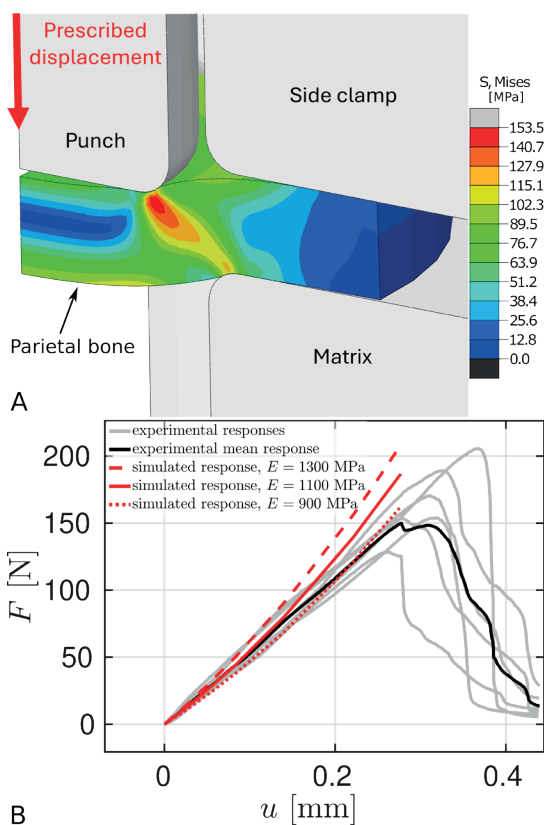 Prescribed
displacement
Punch
Side clamp
S, Mises
[MPa]
153.5
140.7
127.9
115.1
102.3
89.5
76.7
63.9
51.2
38.4
25.6
12.8
0.0
Parietal bone
Matrix
A
experimental responses
experimental mean response
simulated response, E = 1300 MPa
simulated response, E = 1100 MPa
simulated response, E = 900 MPa
200
150
100
50
0
F [N]
0 0.2 0.4
u [mm]
B